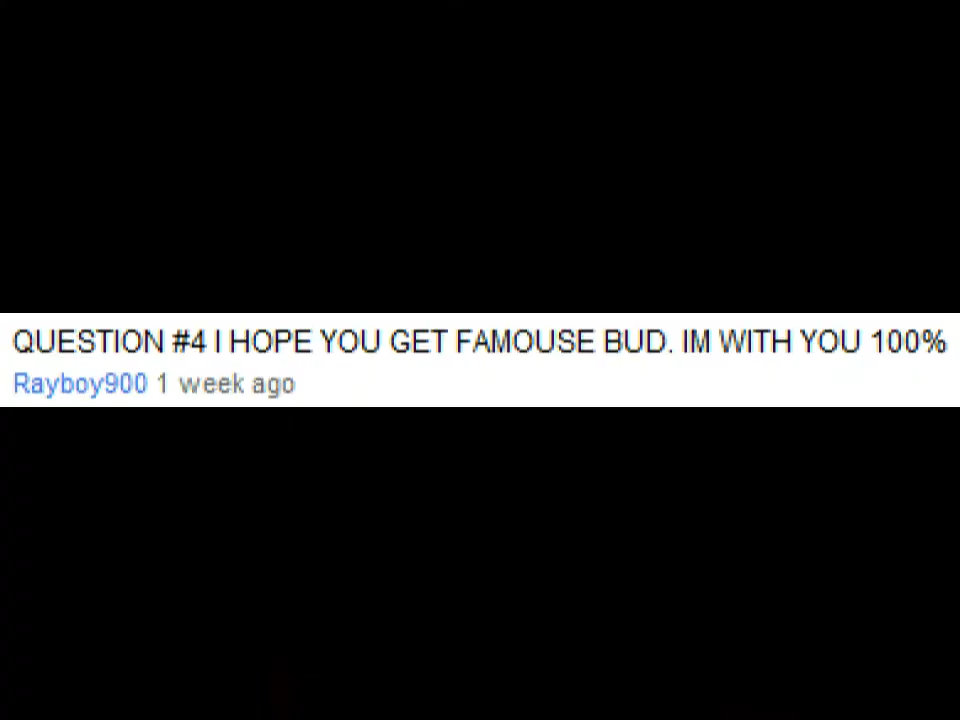 QUESTION #4 I HOPE YOU GET FAMOUSE BUD. IM WITH YOU 100%
Rayboy900 1 week ago